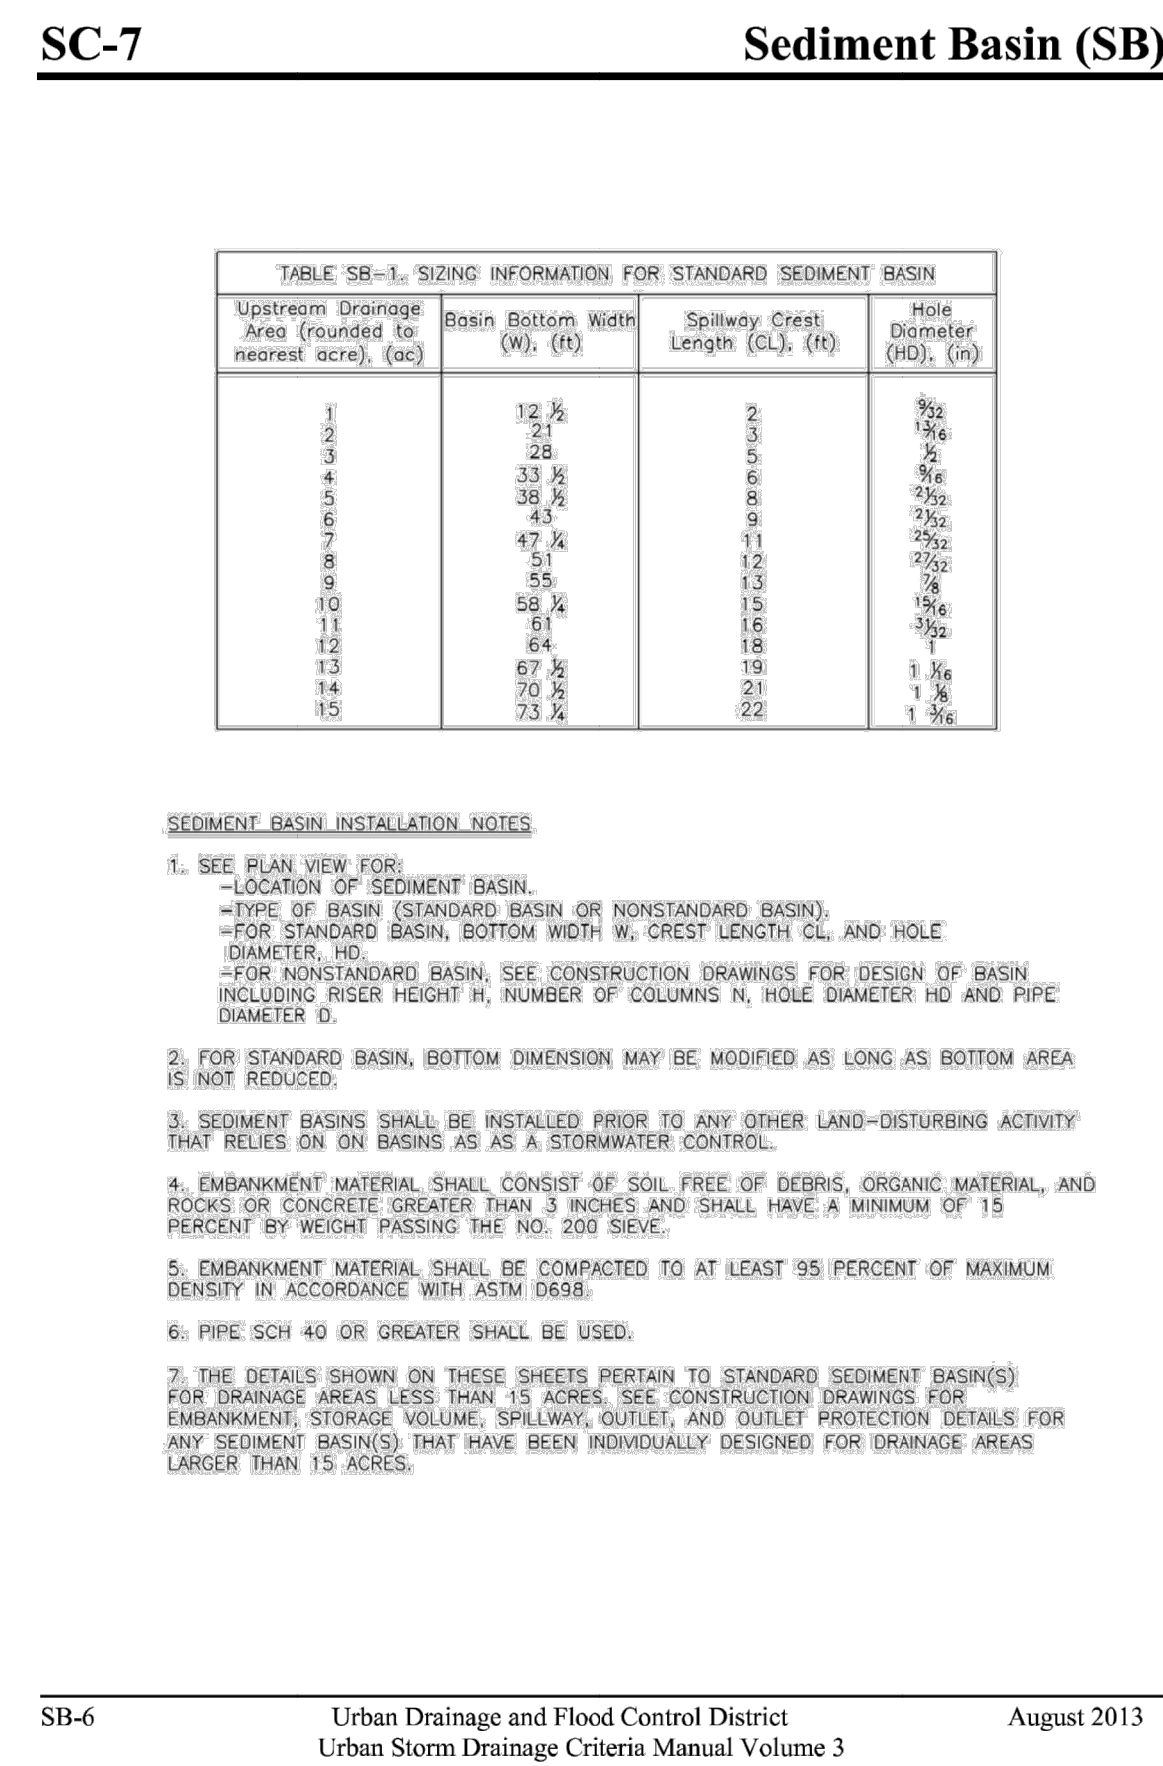 SC-7 Sediment Basin (SB)
TABLE SB-1. SIZING INFORMATION FOR STANDARD SEDIMENT BASIN
Upstream Drainage Area (rounded to nearest acre), (ac) Basin Bottom Width (W), (ft) Spillway Crest Length (CL), (ft) Hole Diameter (HD), (in)
1 12 ½ 2 9/32
2 21 3 13/16
3 28 5 ½
4 33 ½ 6 9/16
5 38 ½ 8 21/32
6 43 9 21/32
7 47 ¼ 11 25/32
8 51 12 27/32
9 55 13 7/8
10 58 ¼ 15 15/16
11 61 16 31/32
12 64 18 1
13 67 ½ 19 1 1/16
14 70 ½ 21 1 1/8
15 73 ¼ 22 1 3/16
SEDIMENT BASIN INSTALLATION NOTES
1. SEE PLAN VIEW FOR:
-LOCATION OF SEDIMENT BASIN.
-TYPE OF BASIN (STANDARD BASIN OR NONSTANDARD BASIN).
-FOR STANDARD BASIN, BOTTOM WIDTH W, CREST LENGTH CL, AND HOLE
DIAMETER, HD.
-FOR NONSTANDARD BASIN, SEE CONSTRUCTION DRAWINGS FOR DESIGN OF BASIN
INCLUDING RISER HEIGHT H, NUMBER OF COLUMNS N, HOLE DIAMETER HD AND PIPE
DIAMETER D.
2. FOR STANDARD BASIN, BOTTOM DIMENSION MAY BE MODIFIED AS LONG AS BOTTOM AREA
IS NOT REDUCED.
3. SEDIMENT BASINS SHALL BE INSTALLED PRIOR TO ANY OTHER LAND-DISTURBING ACTIVITY
THAT RELIES ON ON BASINS AS AS A STORMWATER CONTROL.
4. EMBANKMENT MATERIAL SHALL CONSIST OF SOIL FREE OF DEBRIS, ORGANIC MATERIAL, AND
ROCKS OR CONCRETE GREATER THAN 3 INCHES AND SHALL HAVE A MINIMUM OF 15
PERCENT BY WEIGHT PASSING THE NO. 200 SIEVE.
5. EMBANKMENT MATERIAL SHALL BE COMPACTED TO AT LEAST 95 PERCENT OF MAXIMUM
DENSITY IN ACCORDANCE WITH ASTM D698.
6. PIPE SCH 40 OR GREATER SHALL BE USED.
7. THE DETAILS SHOWN ON THESE SHEETS PERTAIN TO STANDARD SEDIMENT BASIN(S)
FOR DRAINAGE AREAS LESS THAN 15 ACRES. SEE CONSTRUCTION DRAWINGS FOR
EMBANKMENT, STORAGE VOLUME, SPILLWAY, OUTLET, AND OUTLET PROTECTION DETAILS FOR
ANY SEDIMENT BASIN(S) THAT HAVE BEEN INDIVIDUALLY DESIGNED FOR DRAINAGE AREAS
LARGER THAN 15 ACRES.
SB-6 Urban Drainage and Flood Control District August 2013
Urban Storm Drainage Criteria Manual Volume 3